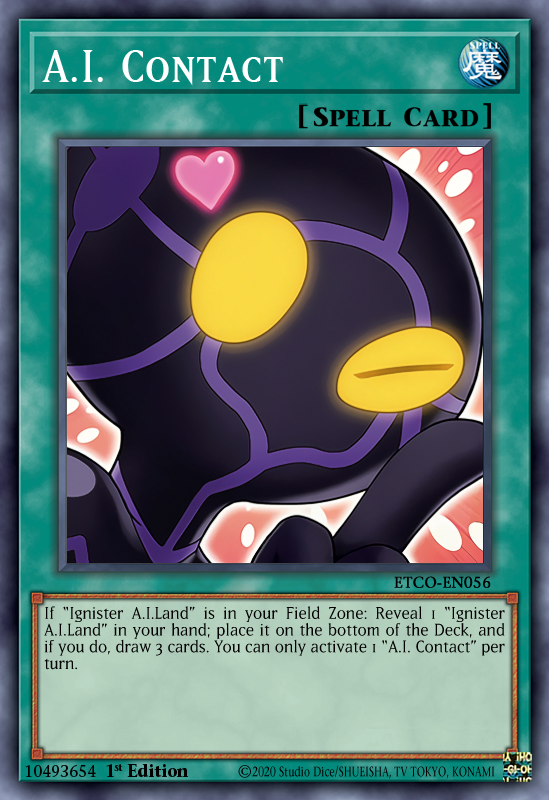 A.I. CONTACT
SPELL
魔
[SPELL CARD]
ETCO-EN056
If "Ignister A.I.Land" is in your Field Zone: Reveal 1 "Ignister
A.I.Land" in your hand; place it on the bottom of the Deck, and
if you do, draw 3 cards. You can only activate 1 "A.I. Contact" per
turn.
10493654 1st Edition ©2020 Studio Dice/SHUEISHA, TV TOKYO, KONAMI